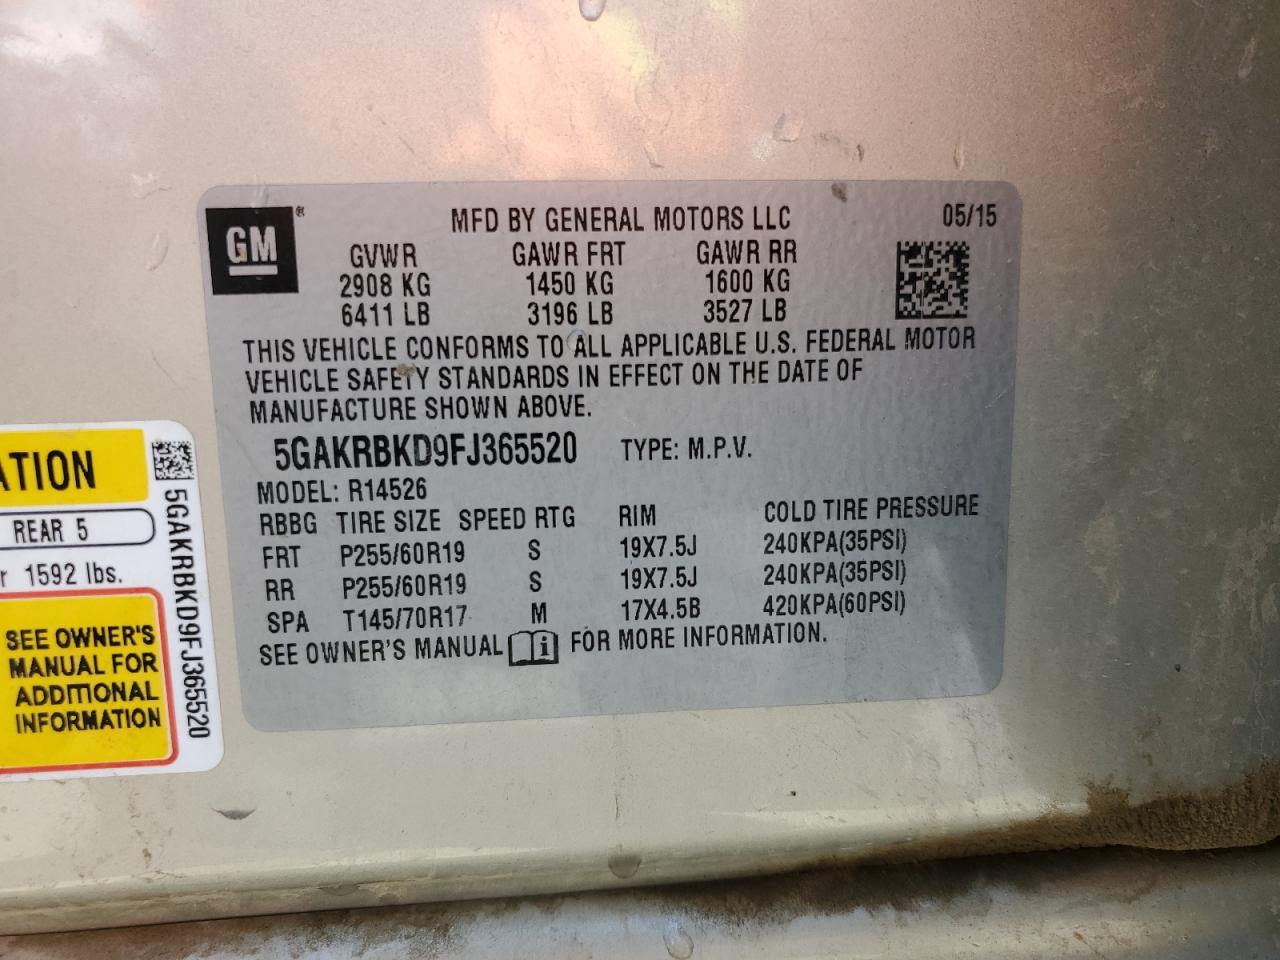 GM
®
MFD BY GENERAL MOTORS LLC
05/15
GVWR GAWR FRT GAWR RR
2908 KG 1450 KG 1600 KG
6411 LB 3196 LB 3527 LB
THIS VEHICLE CONFORMS TO ALL APPLICABLE U.S. FEDERAL MOTOR
VEHICLE SAFETY STANDARDS IN EFFECT ON THE DATE OF
MANUFACTURE SHOWN ABOVE.
5GAKRBKD9FJ365520 TYPE: M.P.V.
MODEL: R14526
RBBG TIRE SIZE SPEED RTG RIM COLD TIRE PRESSURE
FRT P255/60R19 S 19X7.5J 240KPA(35PSI)
RR P255/60R19 S 19X7.5J 240KPA(35PSI)
SPA T145/70R17 M 17X4.5B 420KPA(60PSI)
SEE OWNER'S MANUAL i FOR MORE INFORMATION.
ATION
REAR 5
r 1592 lbs.
SEE OWNER'S
MANUAL FOR
ADDITIONAL
INFORMATION
5GAKRBKD9FJ365520